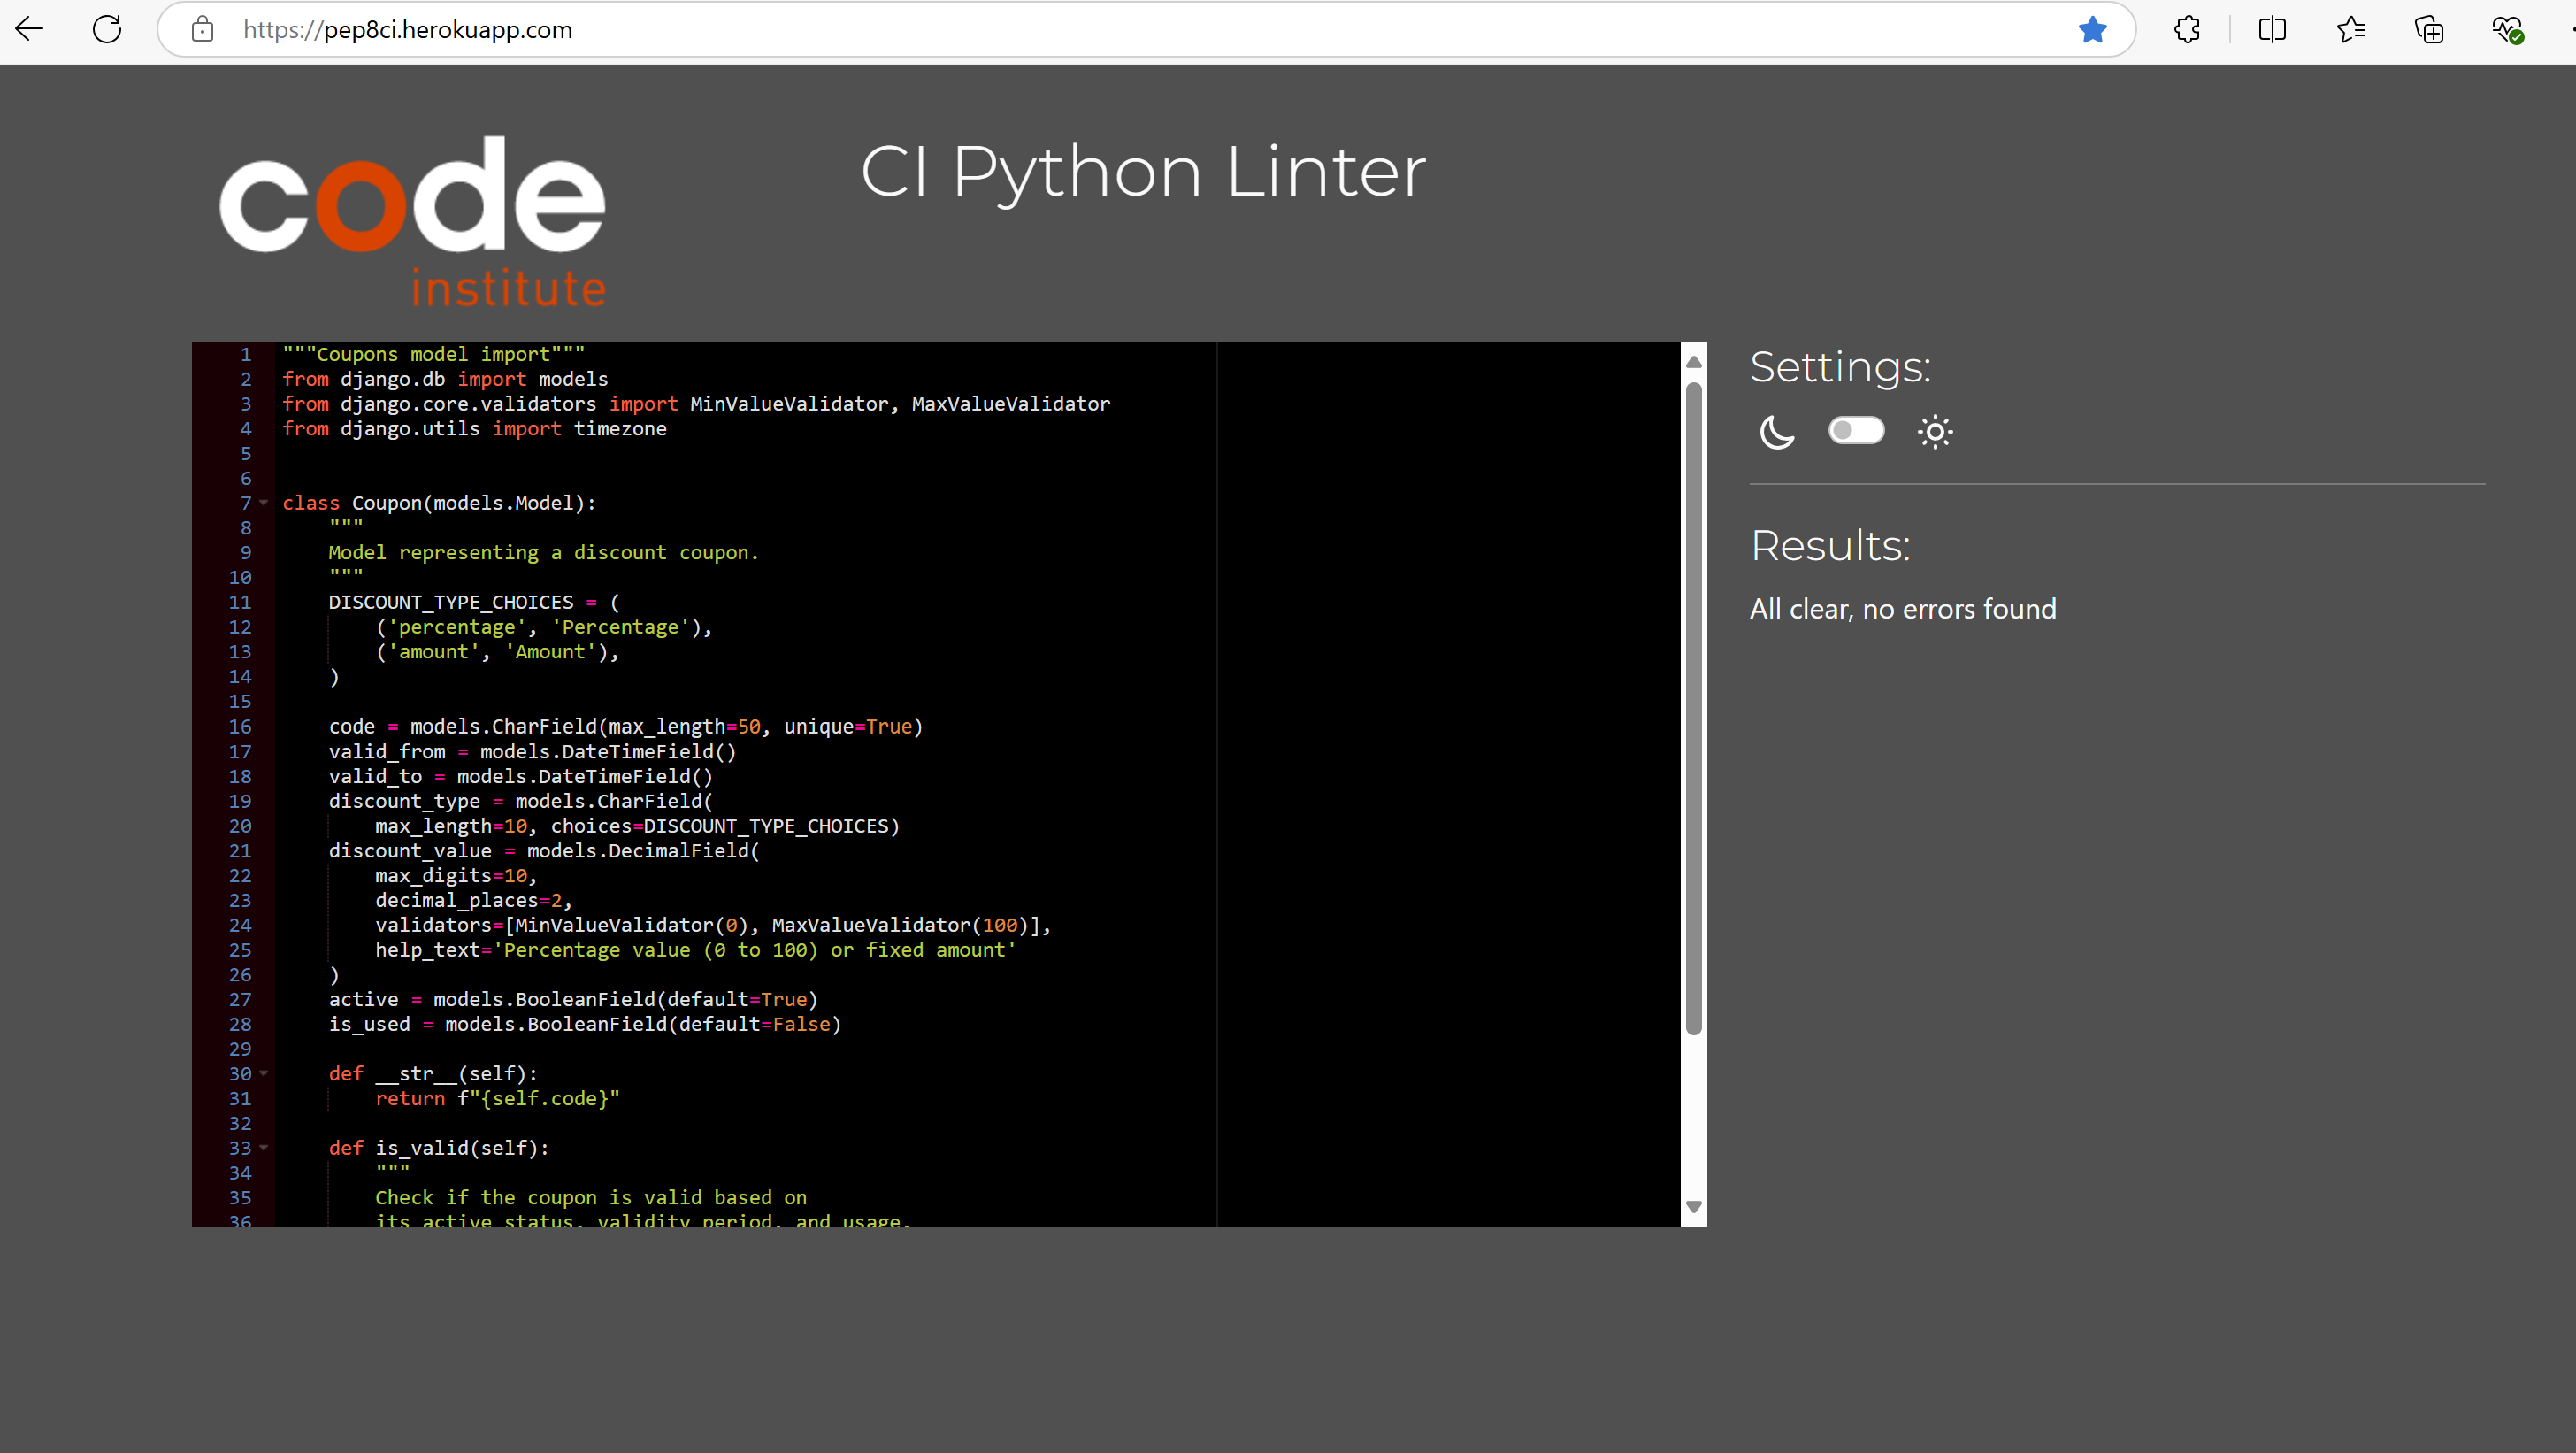 https://pep8ci.herokuapp.com
code
institute
CI Python Linter
1 """Coupons model import"""
2 from django.db import models
3 from django.core.validators import MinValueValidator, MaxValueValidator
4 from django.utils import timezone
5
6
7 class Coupon(models.Model):
8     """
9     Model representing a discount coupon.
10     """
11     DISCOUNT_TYPE_CHOICES = (
12         ('percentage', 'Percentage'),
13         ('amount', 'Amount'),
14     )
15
16     code = models.CharField(max_length=50, unique=True)
17     valid_from = models.DateTimeField()
18     valid_to = models.DateTimeField()
19     discount_type = models.CharField(
20         max_length=10, choices=DISCOUNT_TYPE_CHOICES)
21     discount_value = models.DecimalField(
22         max_digits=10,
23         decimal_places=2,
24         validators=[MinValueValidator(0), MaxValueValidator(100)],
25         help_text='Percentage value (0 to 100) or fixed amount'
26     )
27     active = models.BooleanField(default=True)
28     is_used = models.BooleanField(default=False)
29
30     def __str__(self):
31         return f"{self.code}"
32
33     def is_valid(self):
34         """
35         Check if the coupon is valid based on
36         its active status, validity period, and usage.
Settings:
Results:
All clear, no errors found